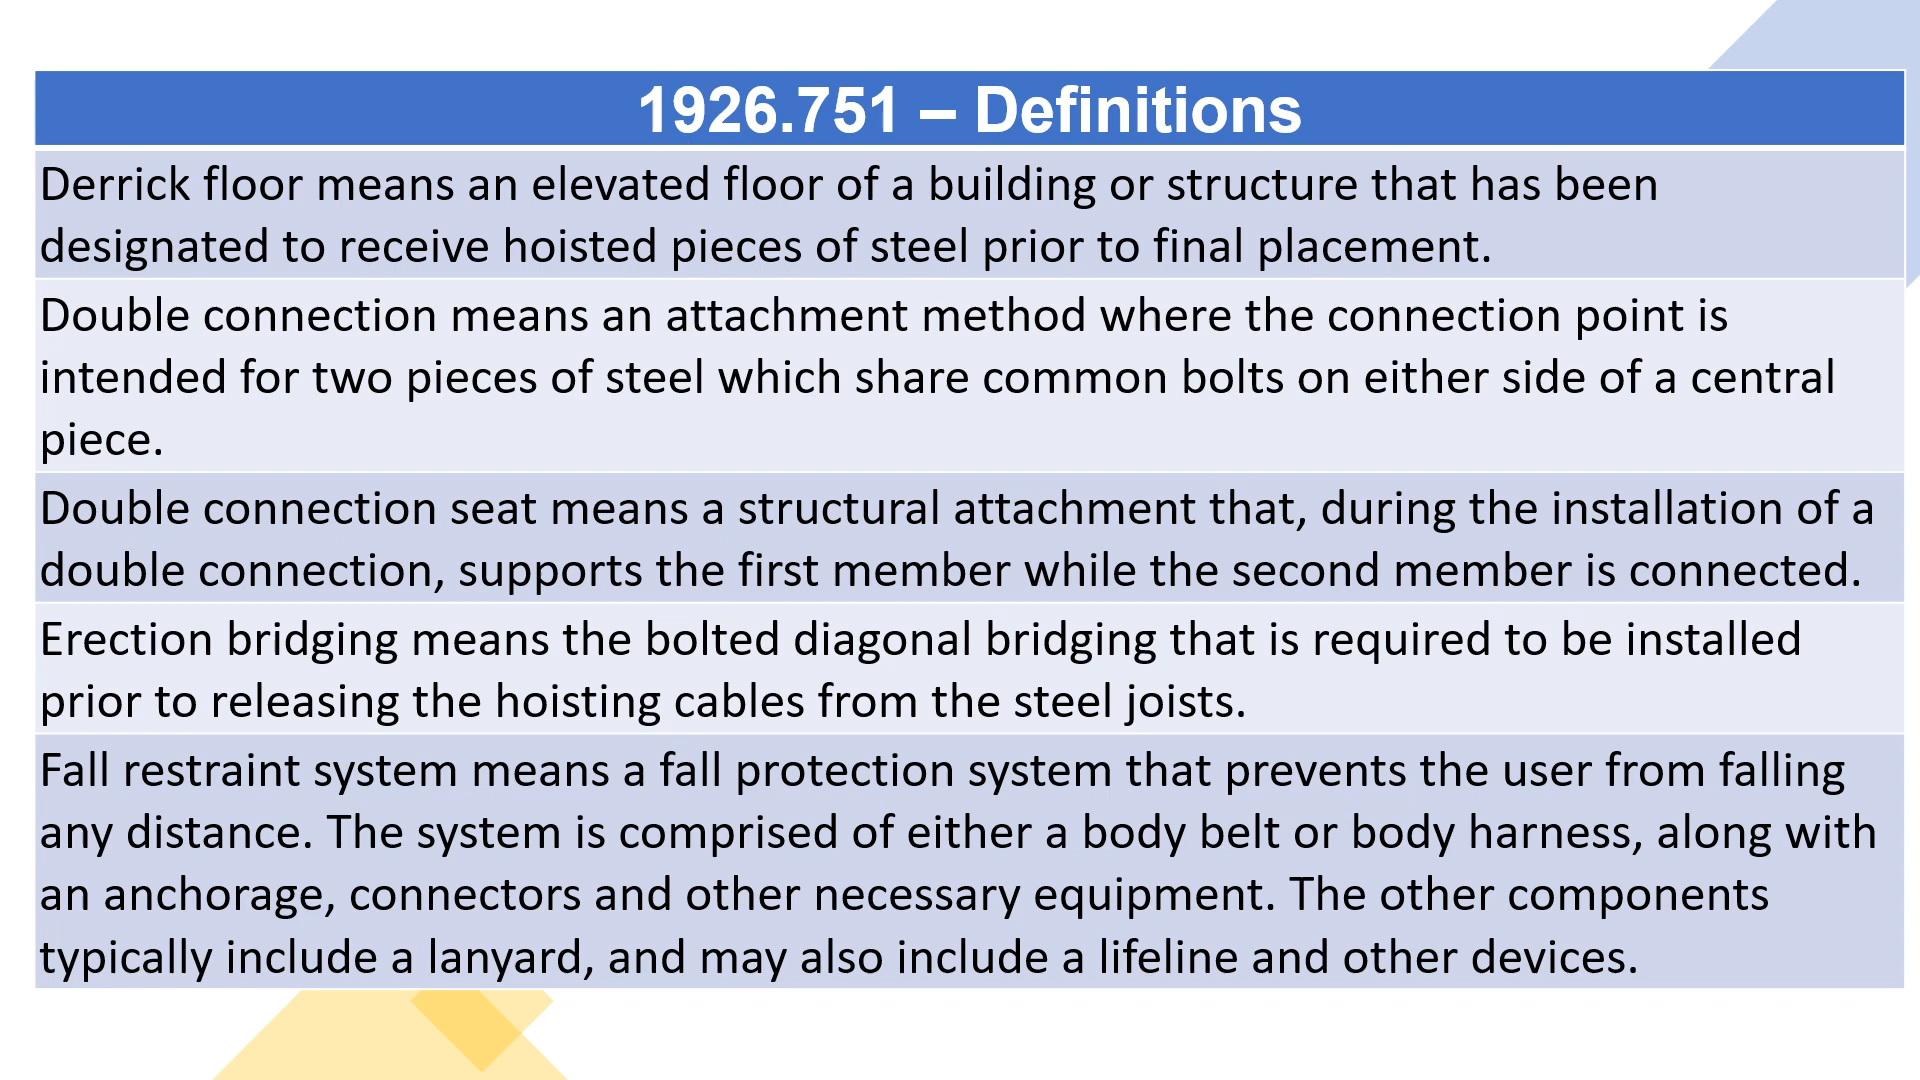 1926.751 – Definitions
Derrick floor means an elevated floor of a building or structure that has been
designated to receive hoisted pieces of steel prior to final placement.
Double connection means an attachment method where the connection point is
intended for two pieces of steel which share common bolts on either side of a central
piece.
Double connection seat means a structural attachment that, during the installation of a
double connection, supports the first member while the second member is connected.
Erection bridging means the bolted diagonal bridging that is required to be installed
prior to releasing the hoisting cables from the steel joists.
Fall restraint system means a fall protection system that prevents the user from falling
any distance. The system is comprised of either a body belt or body harness, along with
an anchorage, connectors and other necessary equipment. The other components
typically include a lanyard, and may also include a lifeline and other devices.